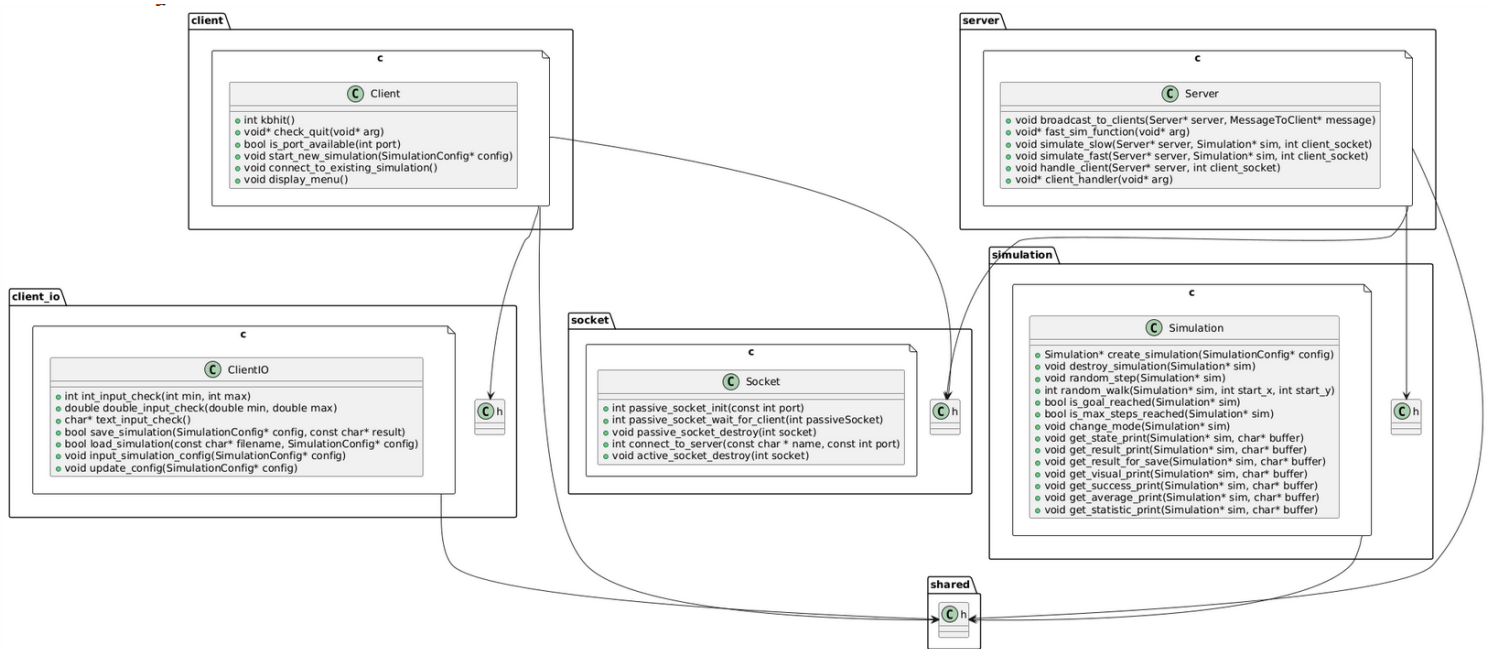 client
c
C Client
int kbhit()
void* check_quit(void* arg)
bool is_port_available(int port)
void start_new_simulation(SimulationConfig* config)
void connect_to_existing_simulation()
void display_menu()
server
c
C Server
void broadcast_to_clients(Server* server, MessageToClient* message)
void* fast_sim_function(void* arg)
void simulate_slow(Server* server, Simulation* sim, int client_socket)
void simulate_fast(Server* server, Simulation* sim, int client_socket)
void handle_client(Server* server, int client_socket)
void* client_handler(void* arg)
client_io
c
C ClientIO
int int_input_check(int min, int max)
double double_input_check(double min, double max)
char* text_input_check()
bool save_simulation(SimulationConfig* config, const char* result)
bool load_simulation(const char* filename, SimulationConfig* config)
void input_simulation_config(SimulationConfig* config)
void update_config(SimulationConfig* config)
C h
socket
c
C Socket
int passive_socket_init(const int port)
int passive_socket_wait_for_client(int passiveSocket)
void passive_socket_destroy(int socket)
int connect_to_server(const char * name, const int port)
void active_socket_destroy(int socket)
C h
simulation
c
C Simulation
Simulation* create_simulation(SimulationConfig* config)
void destroy_simulation(Simulation* sim)
void random_step(Simulation* sim)
int random_walk(Simulation* sim, int start_x, int start_y)
bool is_goal_reached(Simulation* sim)
bool is_max_steps_reached(Simulation* sim)
void change_mode(Simulation* sim)
void get_state_print(Simulation* sim, char* buffer)
void get_result_print(Simulation* sim, char* buffer)
void get_result_for_save(Simulation* sim, char* buffer)
void get_visual_print(Simulation* sim, char* buffer)
void get_success_print(Simulation* sim, char* buffer)
void get_average_print(Simulation* sim, char* buffer)
void get_statistic_print(Simulation* sim, char* buffer)
C h
shared
C h